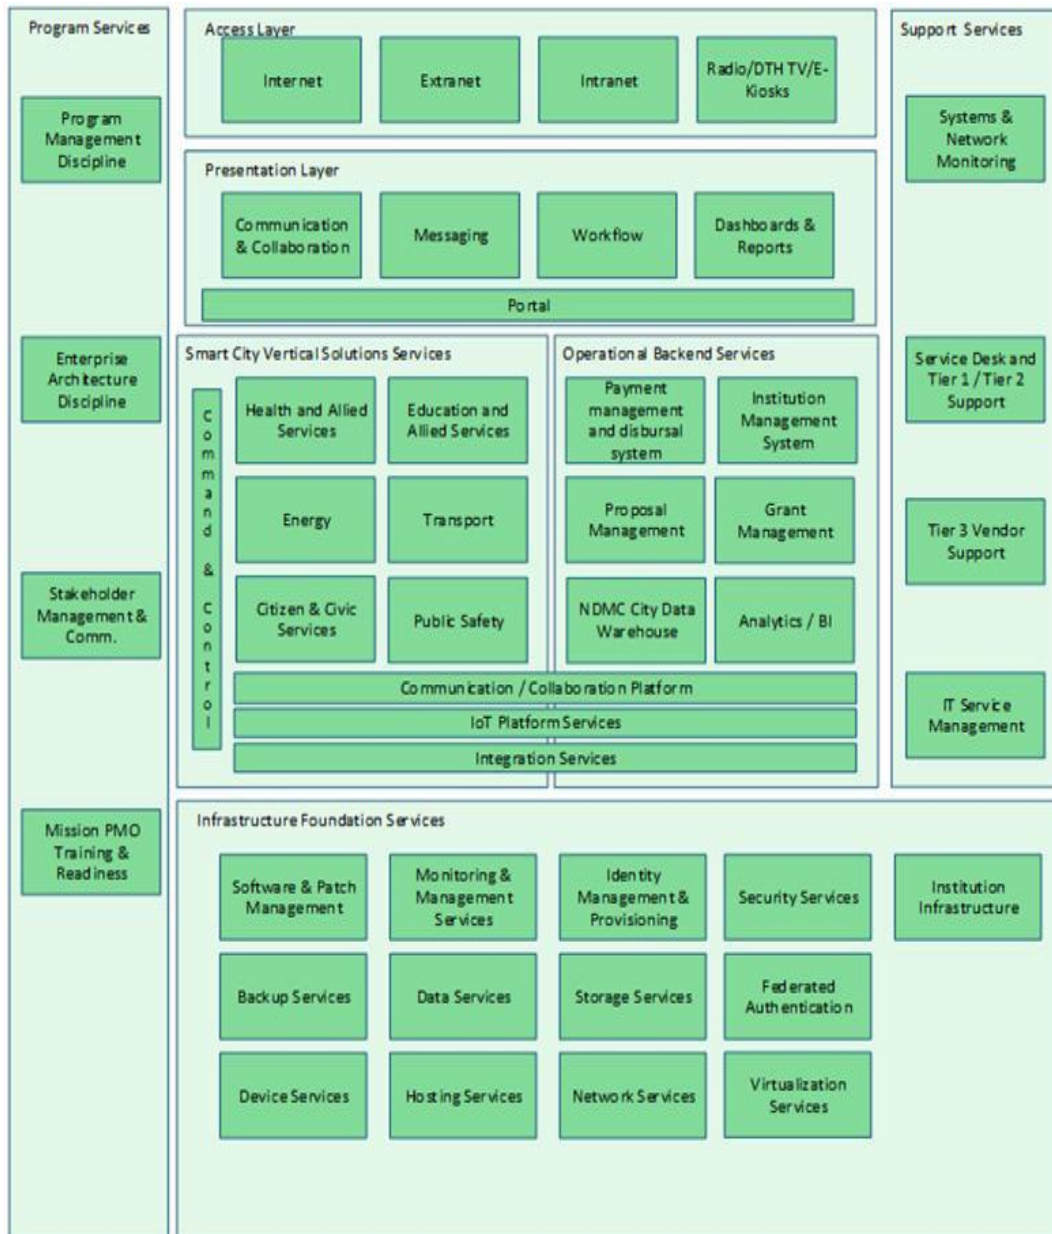 Program Services
Program
Management
Discipline
Enterprise
Architecture
Discipline
Stakeholder
Management &
Comm.
Mission PMO
Training &
Readiness
Access Layer
Internet
Extranet
Intranet
Radio/DTH TV/E-
Kiosks
Presentation Layer
Communication
& Collaboration
Messaging
Workflow
Dashboards &
Reports
Portal
Smart City Vertical Solutions Services
Command & Control
Health and Allied
Services
Education and
Allied Services
Energy
Transport
Citizen & Civic
Services
Public Safety
Operational Backend Services
Payment
management
and disbursal
system
Institution
Management
System
Proposal
Management
Grant
Management
NDMC City Data
Warehouse
Analytics / BI
Communication / Collaboration Platform
IoT Platform Services
Integration Services
Support Services
Systems &
Network
Monitoring
Service Desk and
Tier 1 / Tier 2
Support
Tier 3 Vendor
Support
IT Service
Management
Infrastructure Foundation Services
Software & Patch
Management
Monitoring &
Management
Services
Identity
Management &
Provisioning
Security Services
Institution
Infrastructure
Backup Services
Data Services
Storage Services
Federated
Authentication
Device Services
Hosting Services
Network Services
Virtualization
Services